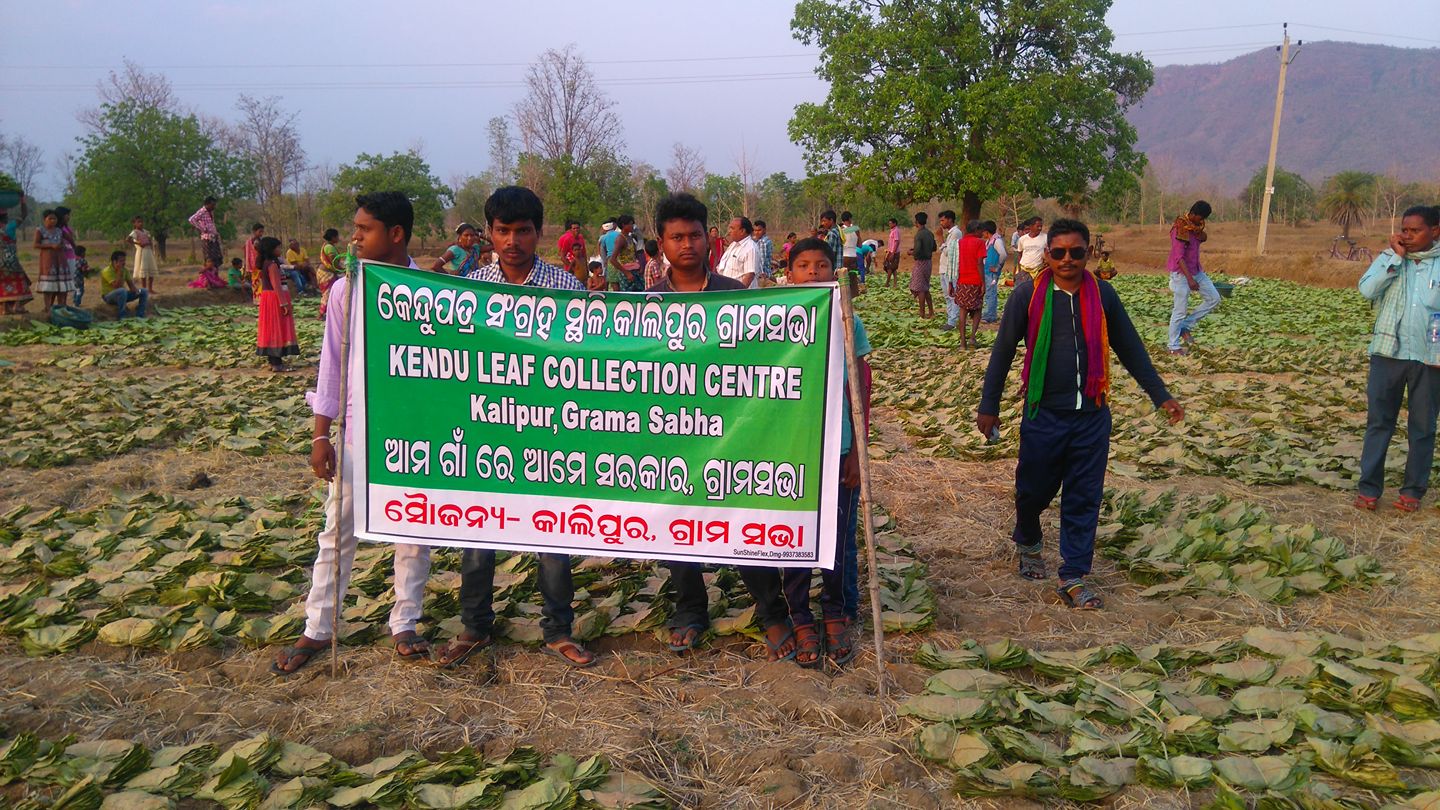 କେନ୍ଦୁପତ୍ର ସଂଗ୍ରହ ସ୍ଥଳି,କାଲିପୁର ଗ୍ରାମସଭା
KENDU LEAF COLLECTION CENTRE
Kalipur, Grama Sabha
ଆମ ଗାଁ ରେ ଆମେ ସରକାର, ଗ୍ରାମସଭା
ସୌଜନ୍ୟ- କାଲିପୁର, ଗ୍ରାମ ସଭା
SunShineFlex,Dmg-9937383583